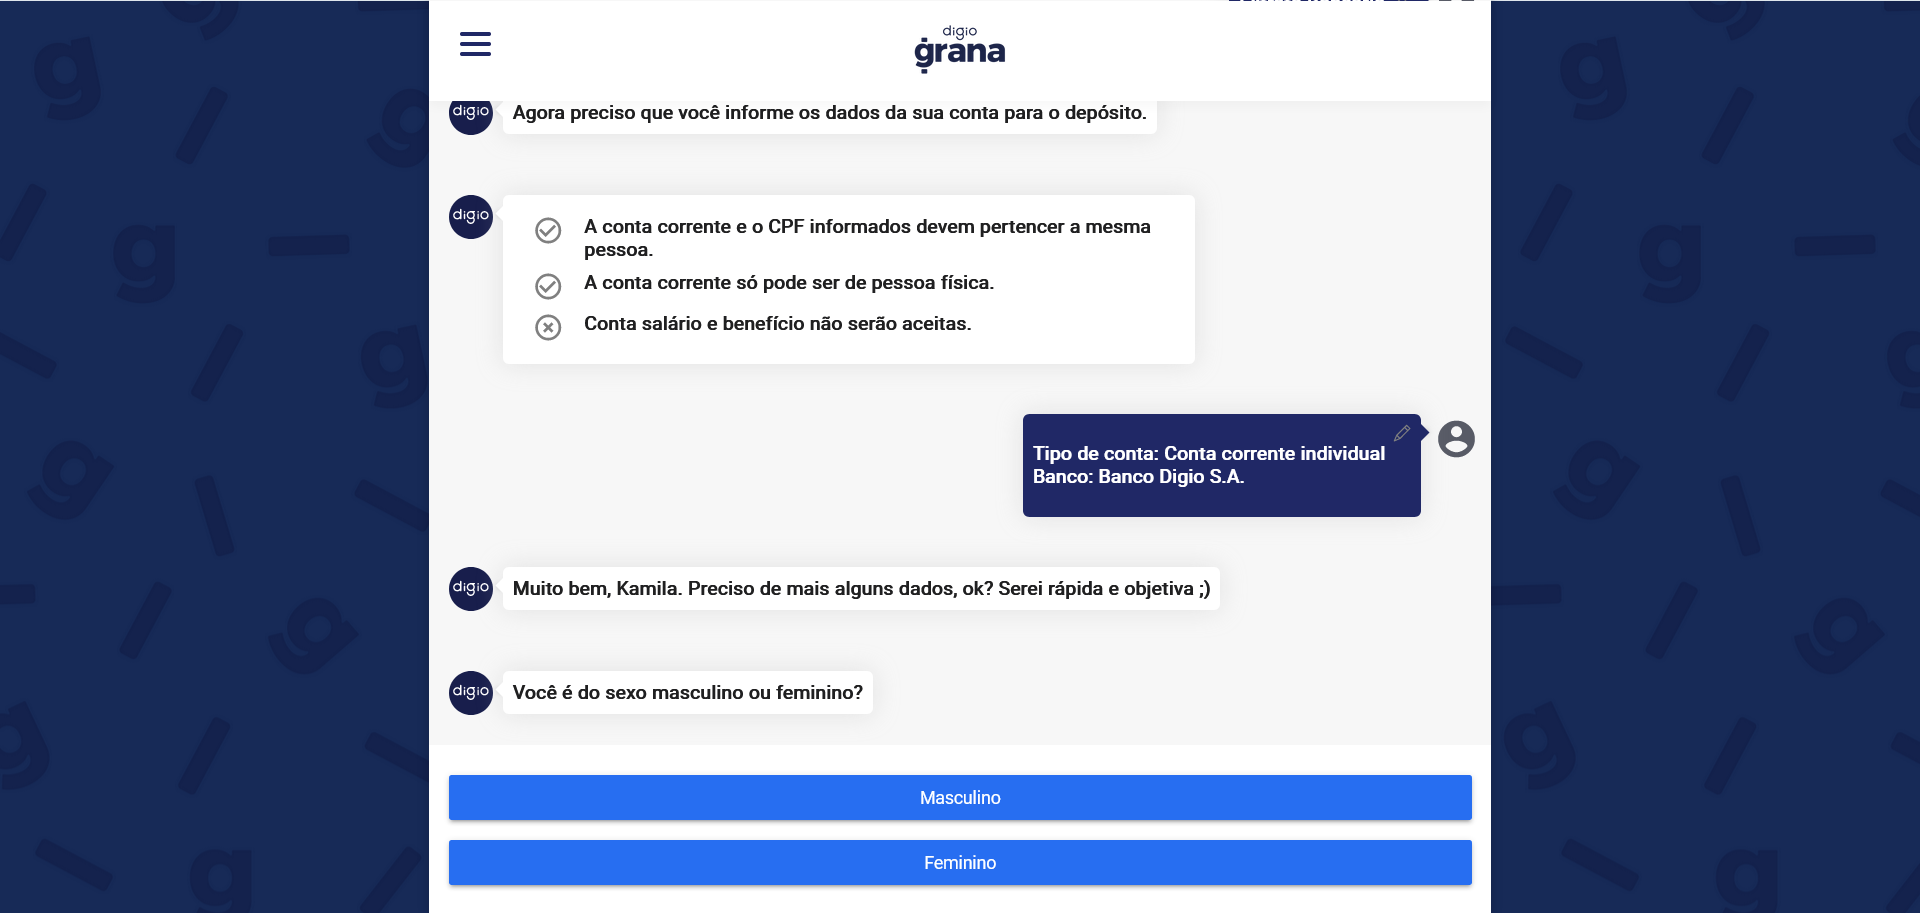 digio
grana
digio
Agora preciso que você informe os dados da sua conta para o depósito.
digio
A conta corrente e o CPF informados devem pertencer a mesma
pessoa.
A conta corrente só pode ser de pessoa física.
Conta salário e benefício não serão aceitas.
Tipo de conta: Conta corrente individual
Banco: Banco Digio S.A.
digio
Muito bem, Kamila. Preciso de mais alguns dados, ok? Serei rápida e objetiva ;)
digio
Você é do sexo masculino ou feminino?
Masculino
Feminino